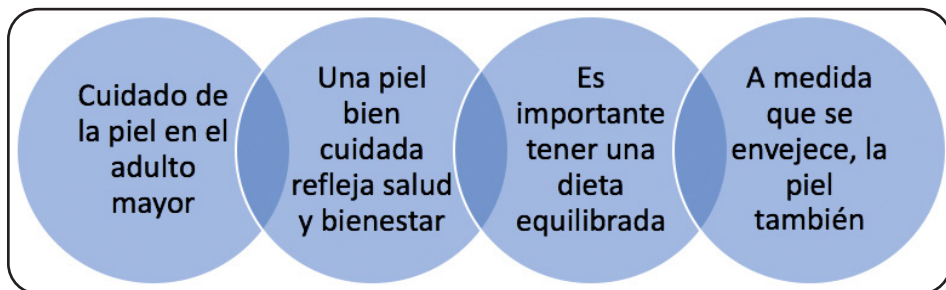 Cuidado de
la piel en el
adulto
mayor
Una piel
bien
cuidada
refleja salud
y bienestar
Es
importante
tener una
dieta
equilibrada
A medida
que se
envejece, la
piel
también